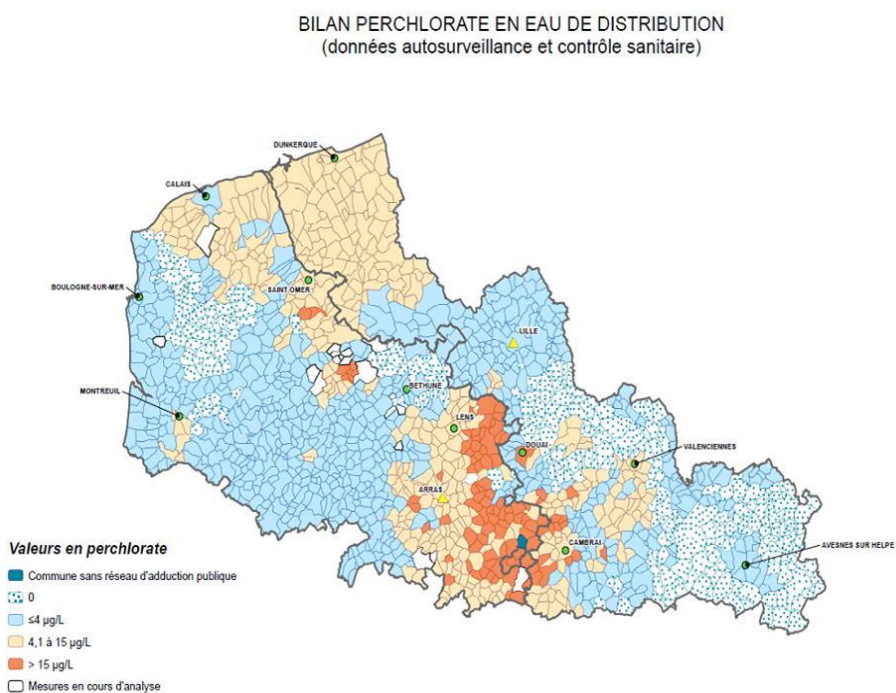 BILAN PERCHLORATE EN EAU DE DISTRIBUTION
(données autosurveillance et contrôle sanitaire)
DUNKERQUE
CALAIS
BOULOGNE-SUR-MER
SAINT OMER
LILLE
MONTREUIL
BETHUNE
LENS
DOUAI
VALENCIENNES
ARRAS
CAMBRAI
AVESNES SUR HELPE
Valeurs en perchlorate
Commune sans réseau d'adduction publique
0
≤4 µg/L
4,1 à 15 µg/L
> 15 µg/L
Mesures en cours d'analyse